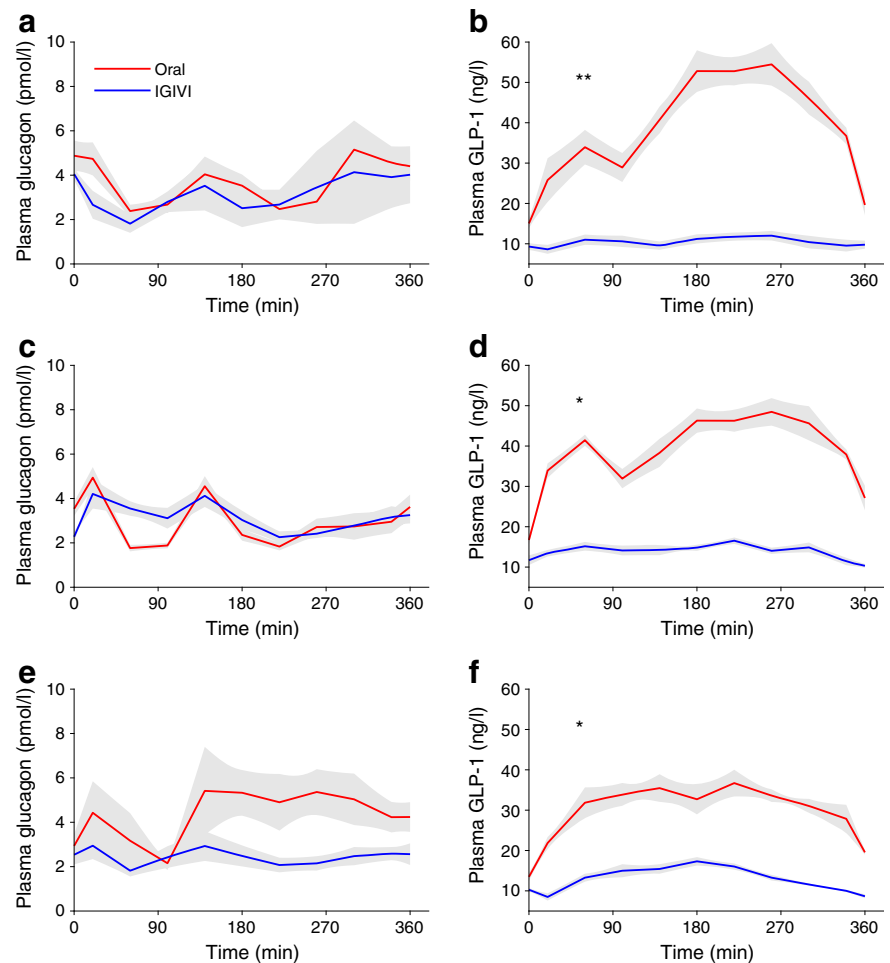 a
Plasma glucagon (pmol/l)
10
8
6
4
2
0
Oral
IGIVI
0 90 180 270 360
Time (min)
b
Plasma GLP-1 (ng/l)
60
50
40
30
20
10
**
0 90 180 270 360
Time (min)
c
Plasma glucagon (pmol/l)
10
8
6
4
2
0
0 90 180 270 360
Time (min)
d
Plasma GLP-1 (ng/l)
60
50
40
30
20
10
*
0 90 180 270 360
Time (min)
e
Plasma glucagon (pmol/l)
10
8
6
4
2
0
0 90 180 270 360
Time (min)
f
Plasma GLP-1 (ng/l)
60
50
40
30
20
10
*
0 90 180 270 360
Time (min)